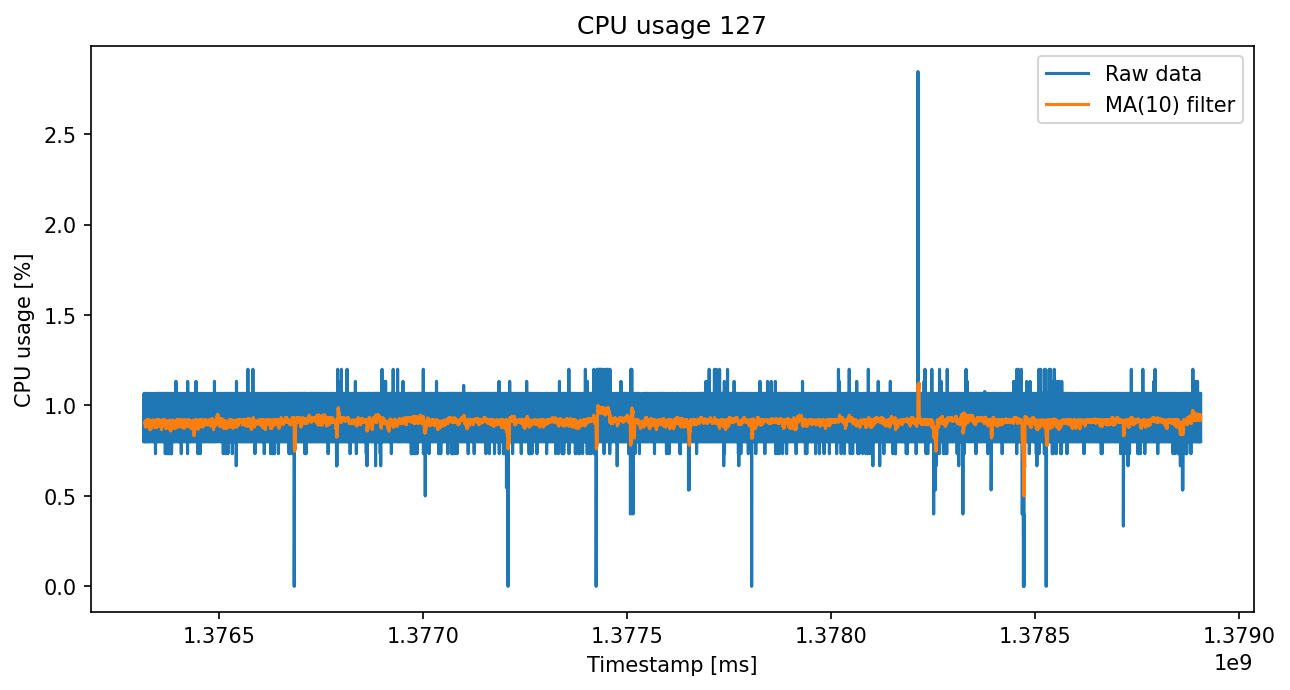 CPU usage 127
Raw data
MA(10) filter
CPU usage [%]
2.5
2.0
1.5
1.0
0.5
0.0
1.3765 1.3770 1.3775 1.3780 1.3785 1.3790
1e9
Timestamp [ms]